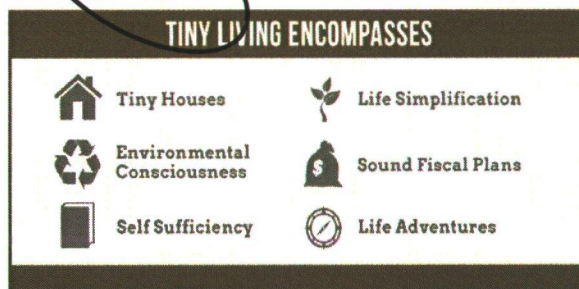 TINY LIVING ENCOMPASSES
Tiny Houses
Life Simplification
Environmental
Consciousness
$
Sound Fiscal Plans
Self Sufficiency
Life Adventures